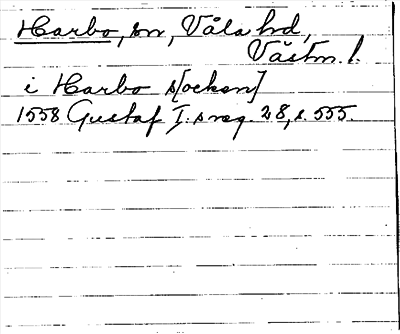 Harbo, sn, Våla hd,
Västm. l.
i Harbo s[ocken]
1558 Gustaf I:s reg. 28, s. 555.